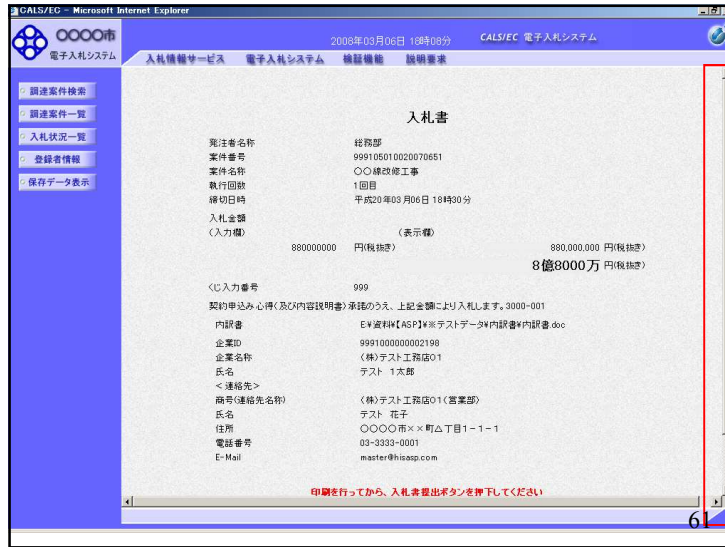 CALS/EC - Microsoft Internet Explorer
〇〇〇〇市
電子入札システム
2008年03月06日 18時08分
CALS/EC 電子入札システム
入札情報サービス 電子入札システム 検証機能 説明要求
調達案件検索
調達案件一覧
入札状況一覧
登録者情報
保存データ表示
入札書
発注者名称 総務部
案件番号 999105010020070651
案件名称 〇〇線改修工事
執行回数 1回目
締切日時 平成20年03月06日 18時30分
入札金額
(入力欄) (表示欄)
880000000 円(税抜き) 880,000,000 円(税抜き)
8億8000万 円(税抜き)
くじ入力番号 999
契約申込み心得(及び内容説明書)承諾のうえ、上記金額により入札します。3000-001
内訳書 E:¥資料¥【ASP】¥※テストデータ¥内訳書¥内訳書.doc
企業ID 9991000000002198
企業名称 (株)テスト工務店01
氏名 テスト 1太郎
<連絡先>
商号(連絡先名称) (株)テスト工務店01(営業部)
氏名 テスト 花子
住所 〇〇〇〇市××町△丁目1-1-1
電話番号 03-3333-0001
E-Mail master@hisasp.com
印刷を行ってから、入札書提出ボタンを押下してください
61